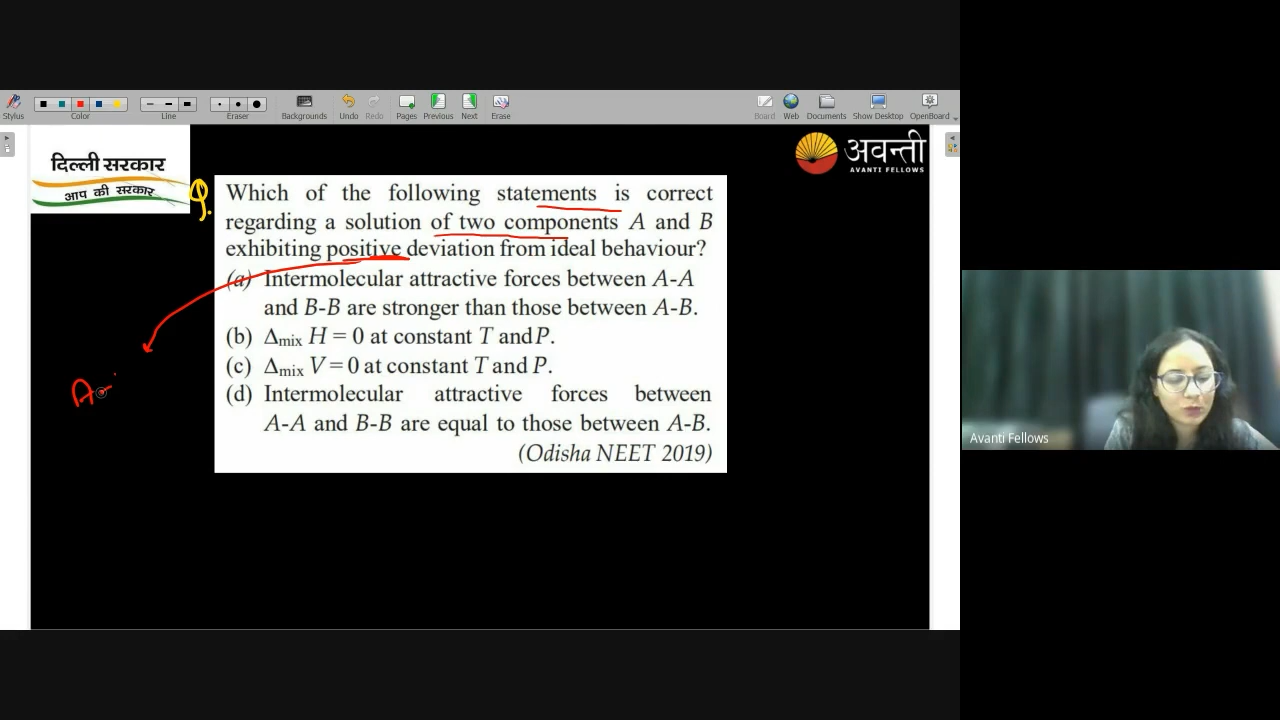 Stylus
Color
Line
Eraser
Backgrounds
Undo
Redo
Pages
Previous
Next
Erase
Board
Web
Documents
Show Desktop
OpenBoard
दिल्ली सरकार
आप की सरकार
अवन्ती
AVANTI FELLOWS
Q.
Which of the following statements is correct
regarding a solution of two components A and B
exhibiting positive deviation from ideal behaviour?
(a) Intermolecular attractive forces between A-A
and B-B are stronger than those between A-B.
(b) Δmix H = 0 at constant T and P.
(c) Δmix V = 0 at constant T and P.
(d) Intermolecular attractive forces between
A-A and B-B are equal to those between A-B.
(Odisha NEET 2019)
A-
Avanti Fellows